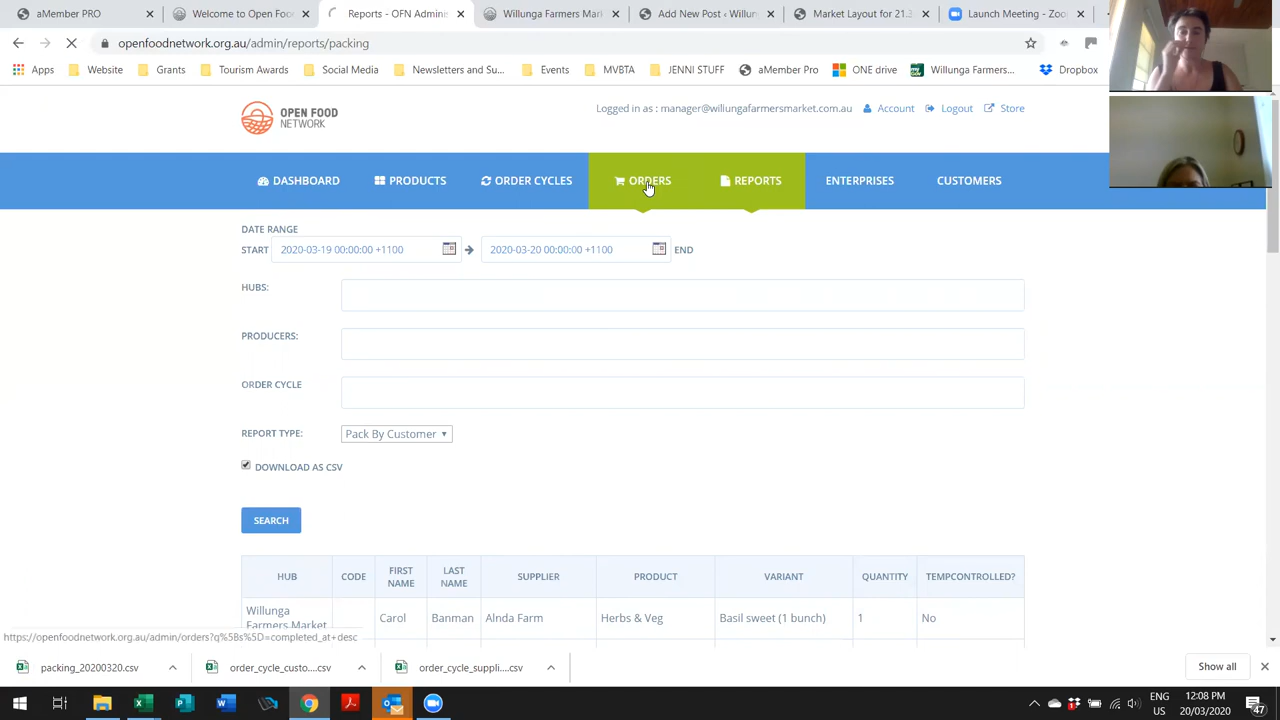 aMember PRO
Welcome to OFN
Reports - OFN Adminis
Willunga Farmers Ma
Add New Post ‹ Willun
Market Layout for 21.3
Launch Meeting - Zoo
openfoodnetwork.org.au/admin/reports/packing
Apps
Website
Grants
Tourism Awards
Social Media
Newsletters and Su...
Events
MVBTA
JENNI STUFF
aMember Pro
ONE drive
Willunga Farmers...
Dropbox
OPEN FOOD
NETWORK
Logged in as : manager@willungafarmersmarket.com.au
Account
Logout
Store
DASHBOARD
PRODUCTS
ORDER CYCLES
ORDERS
REPORTS
ENTERPRISES
CUSTOMERS
DATE RANGE
START 2020-03-19 00:00:00 +1100 2020-03-20 00:00:00 +1100 END
HUBS:
PRODUCERS:
ORDER CYCLE
REPORT TYPE: Pack By Customer
DOWNLOAD AS CSV
SEARCH
HUB CODE FIRST NAME LAST NAME SUPPLIER PRODUCT VARIANT QUANTITY TEMPCONTROLLED?
Willunga Farmers Market Carol Banman Alnda Farm Herbs & Veg Basil sweet (1 bunch) 1 No
https://openfoodnetwork.org.au/admin/orders?q%5Bs%5D=completed_at+desc
packing_20200320.csv
order_cycle_custo....csv
order_cycle_suppli....csv
Show all
ENG
US
12:08 PM
20/03/2020
47